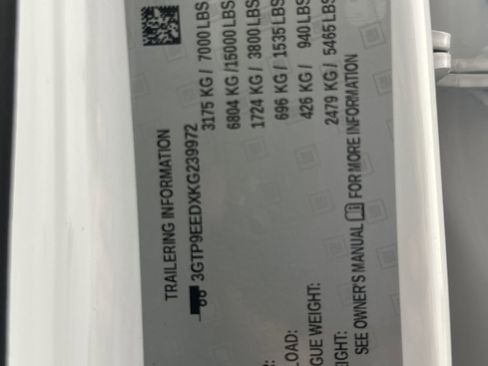 TRAILERING INFORMATION
3GTP9EEDXKG239972
3175 KG / 7000 LBS
6804 KG /15000 LBS
1724 KG / 3800 LBS
696 KG / 1535 LBS
OAD: 426 KG / 940 LBS
GUE WEIGHT: 2479 KG / 5465 LBS
IGHT:
SEE OWNER'S MANUAL FOR MORE INFORMATION